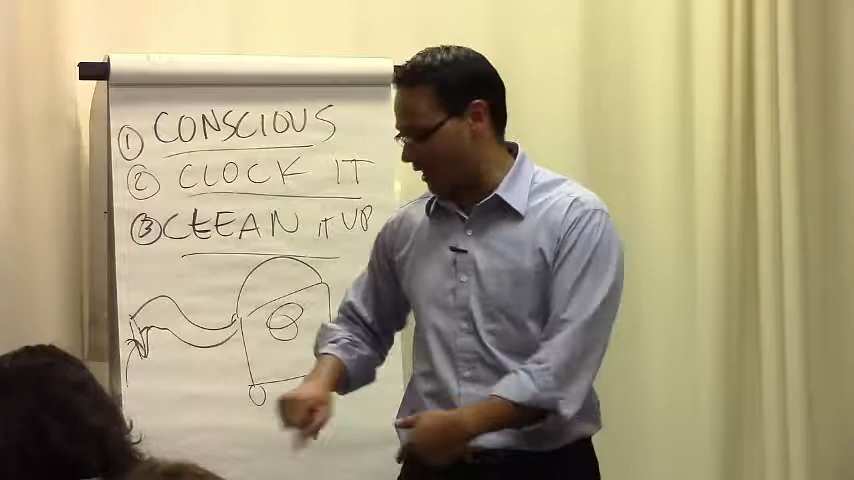 ① CONSCIOUS
② CLOCK IT
③ CLEAN IT UP